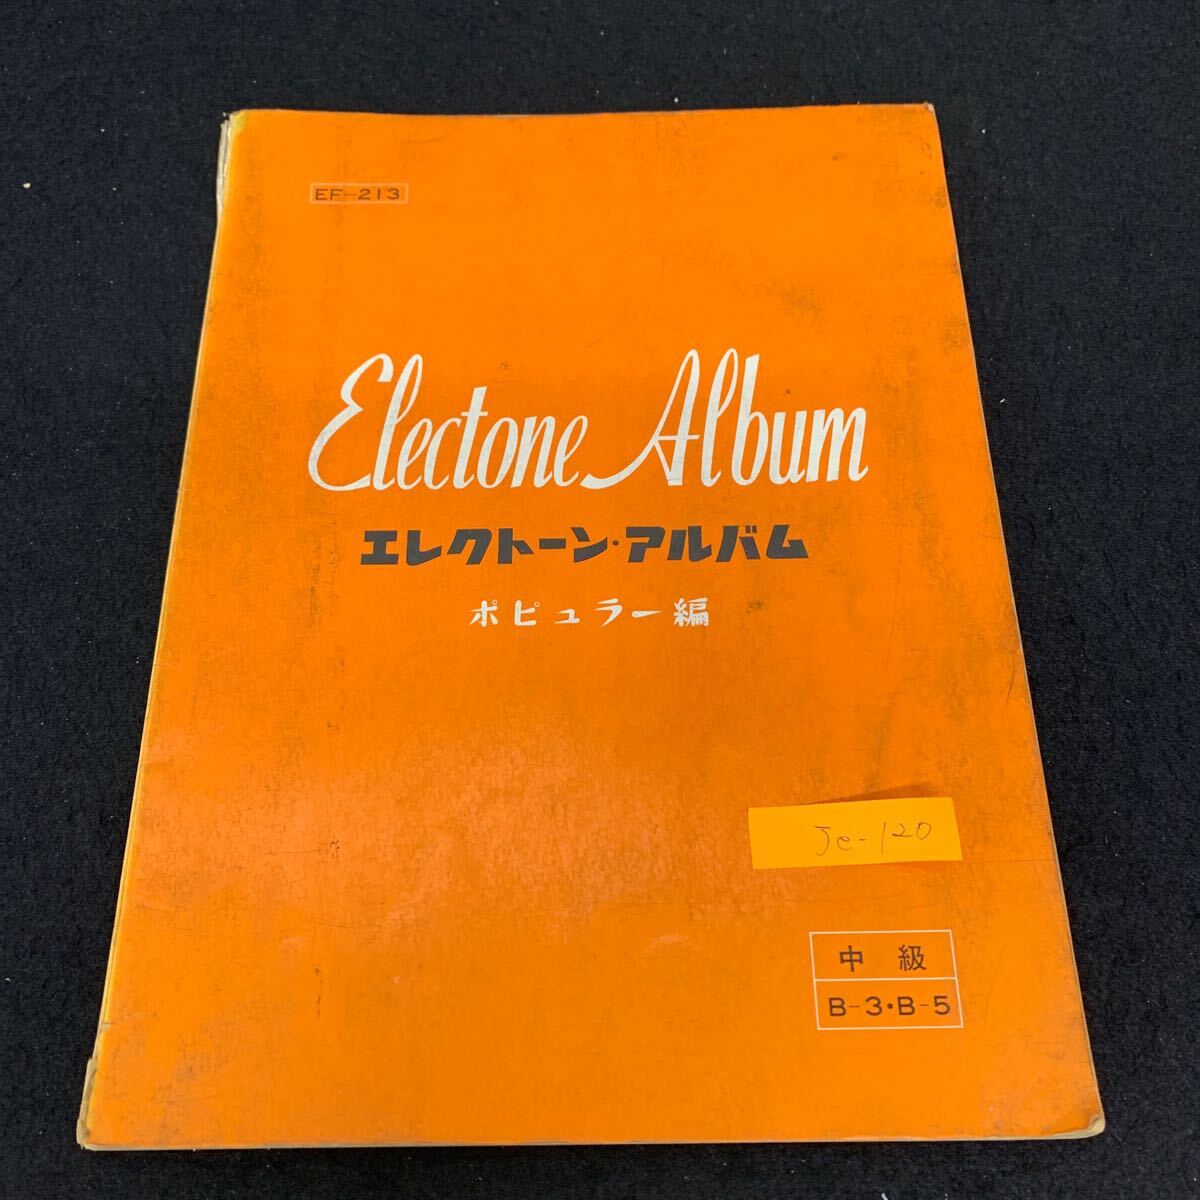 EF-213
Electone Album
エレクトーン・アルバム
ポピュラー編
Je-120
中級
B-3・B-5